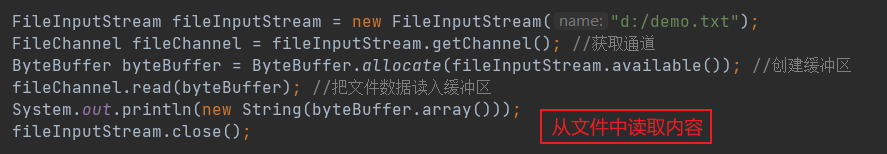 FileInputStream fileInputStream = new FileInputStream( name: "d:/demo.txt");
FileChannel fileChannel = fileInputStream.getChannel(); //获取通道
ByteBuffer byteBuffer = ByteBuffer.allocate(fileInputStream.available()); //创建缓冲区
fileChannel.read(byteBuffer); //把文件数据读入缓冲区
System.out.println(new String(byteBuffer.array()));
fileInputStream.close();
从文件中读取内容